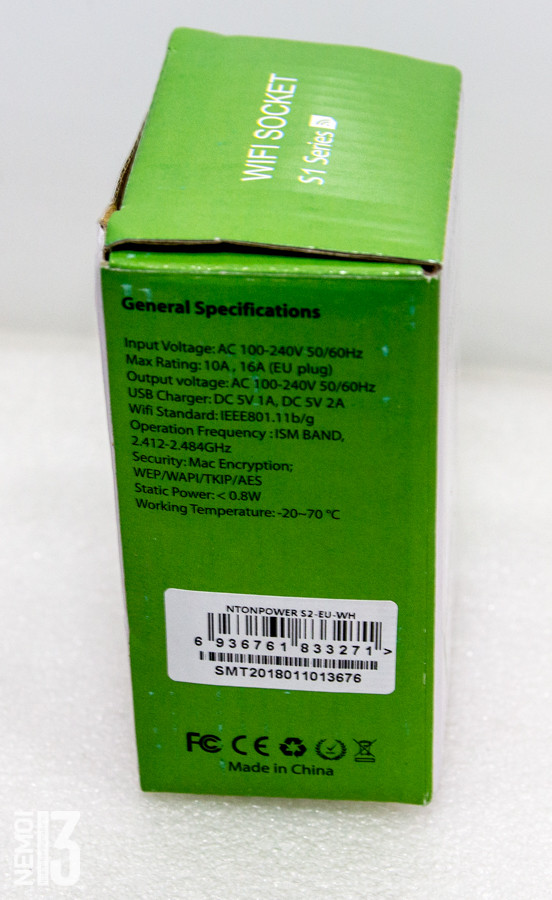 WIFI SOCKET
S1 Series
General Specifications
Input Voltage: AC 100-240V 50/60Hz
Max Rating: 10A , 16A (EU plug)
Output voltage: AC 100-240V 50/60Hz
USB Charger: DC 5V 1A, DC 5V 2A
Wifi Standard: IEEE801.11b/g
Operation Frequency : ISM BAND,
2.412-2.484GHz
Security: Mac Encryption;
WEP/WAPI/TKIP/AES
Static Power: < 0.8W
Working Temperature: -20~70 °C
NTONPOWER S2-EU-WH
6 936761 833271 >
SMT2018011013676
FC CE
Made in China
NEMO1
13